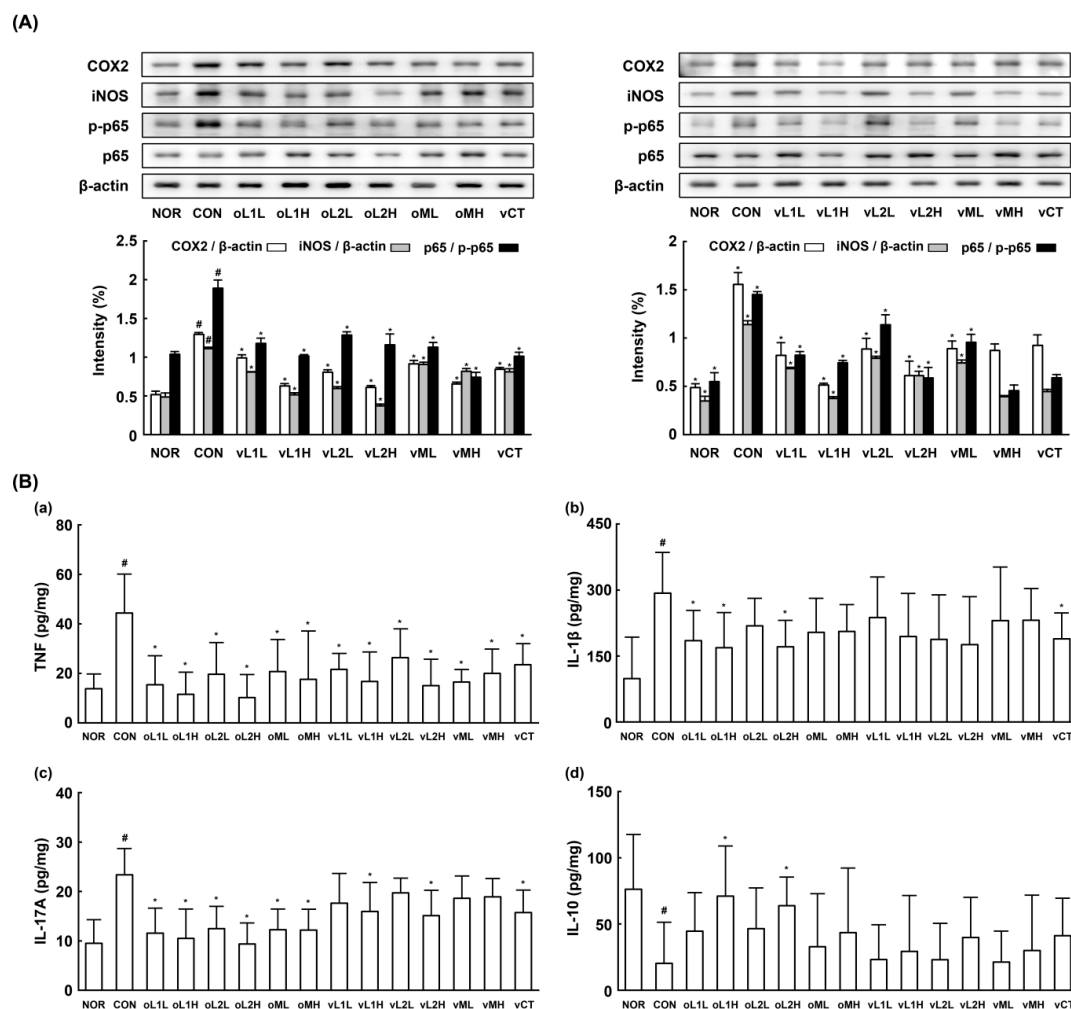 (A)
COX2
iNOS
p-p65
p65
β-actin
NOR CON oL1L oL1H oL2L oL2H oML oMH vCT
COX2 / β-actin iNOS / β-actin p65 / p-p65
Intensity (%)
2.5
2
1.5
1
0.5
0
# # #
* * * * * * * * * * * * * * * * * * *
NOR CON vL1L vL1H vL2L vL2H vML vMH vCT
COX2
iNOS
p-p65
p65
β-actin
NOR CON vL1L vL1H vL2L vL2H vML vMH vCT
COX2 / β-actin iNOS / β-actin p65 / p-p65
Intensity (%)
2
1.5
1
0.5
0
* * * * * * * * * * * * * * * * * * * * *
NOR CON vL1L vL1H vL2L vL2H vML vMH vCT
(B)
(a)
TNF (pg/mg)
80
60
40
20
0
#
* * * * * * * * * * * * *
NOR CON oL1L oL1H oL2L oL2H oML oMH vL1L vL1H vL2L vL2H vML vMH vCT
(b)
IL-1β (pg/mg)
450
300
150
0
#
* * * *
NOR CON oL1L oL1H oL2L oL2H oML oMH vL1L vL1H vL2L vL2H vML vMH vCT
(c)
IL-17A (pg/mg)
40
30
20
10
0
#
* * * * * * * * *
NOR CON oL1L oL1H oL2L oL2H oML oMH vL1L vL1H vL2L vL2H vML vMH vCT
(d)
IL-10 (pg/mg)
150
100
50
0
#
* *
NOR CON oL1L oL1H oL2L oL2H oML oMH vL1L vL1H vL2L vL2H vML vMH vCT